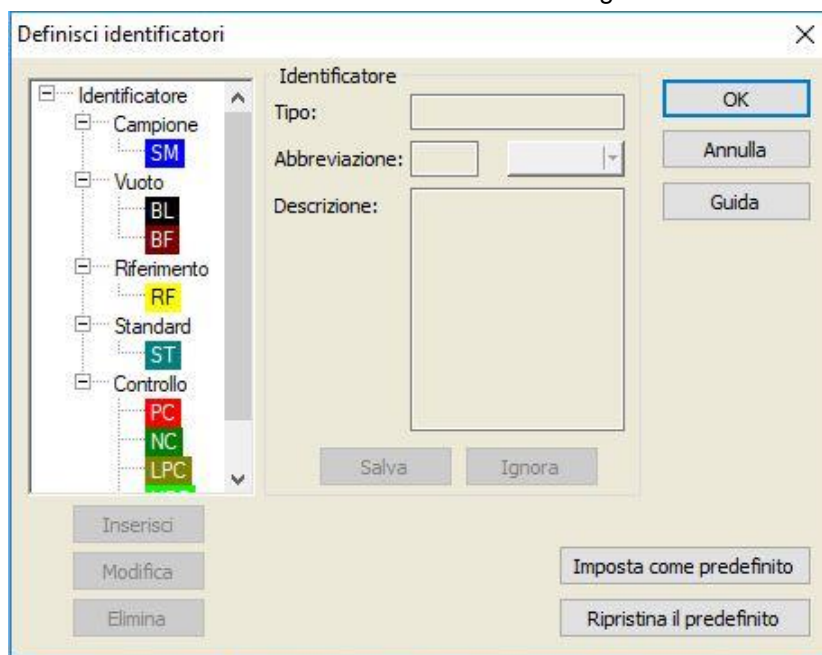 Definisci identificatori
Identificatore
Campione
SM
Vuoto
BL
BF
Riferimento
RF
Standard
ST
Controllo
PC
NC
LPC
Inserisci
Modifica
Elimina
Identificatore
Tipo:
Abbreviazione:
Descrizione:
Salva Ignora
OK
Annulla
Guida
Imposta come predefinito
Ripristina il predefinito